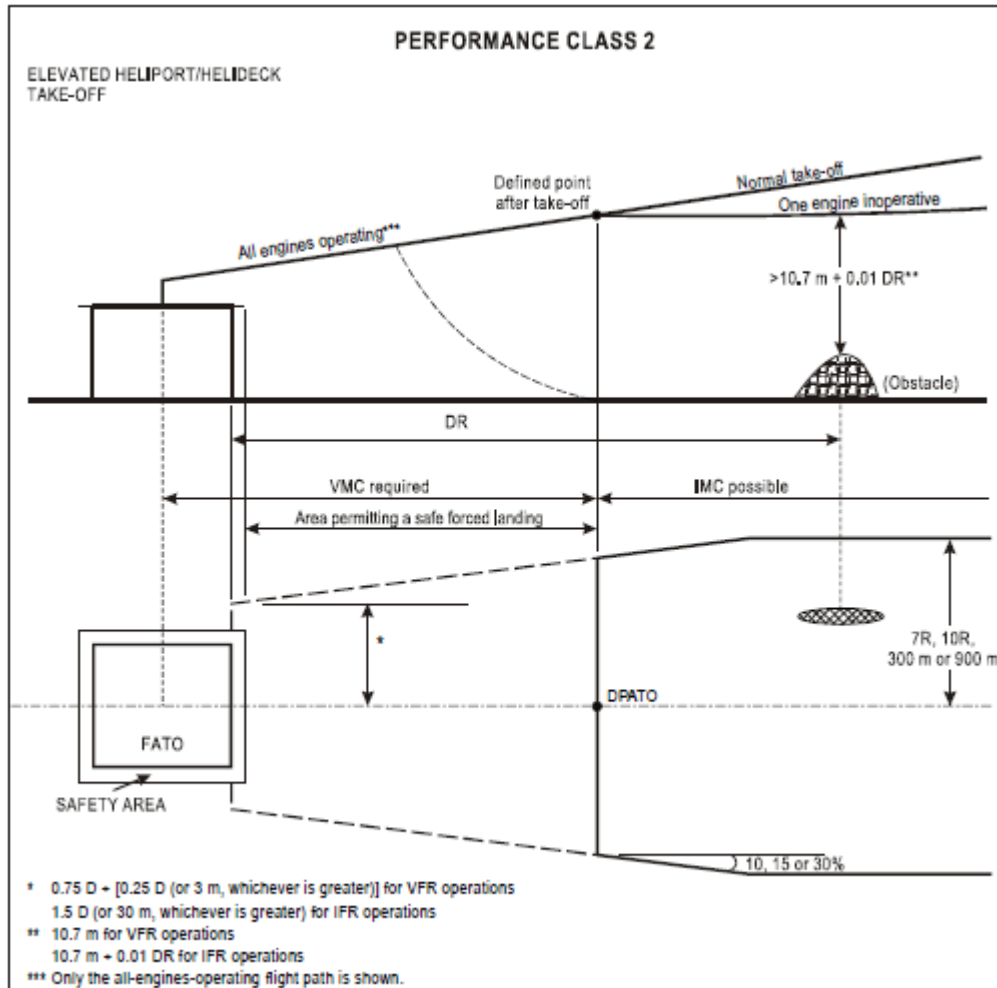 PERFORMANCE CLASS 2
ELEVATED HELIPORT/HELIDECK
TAKE-OFF
Defined point
after take-off
Normal take-off
One engine inoperative
All engines operating***
>10.7 m + 0.01 DR**
(Obstacle)
DR
VMC required
IMC possible
Area permitting a safe forced landing
*
7R, 10R,
300 m or 900 m
DPATO
FATO
SAFETY AREA
10, 15 or 30%
* 0.75 D + [0.25 D (or 3 m, whichever is greater)] for VFR operations
1.5 D (or 30 m, whichever is greater) for IFR operations
** 10.7 m for VFR operations
10.7 m + 0.01 DR for IFR operations
*** Only the all-engines-operating flight path is shown.